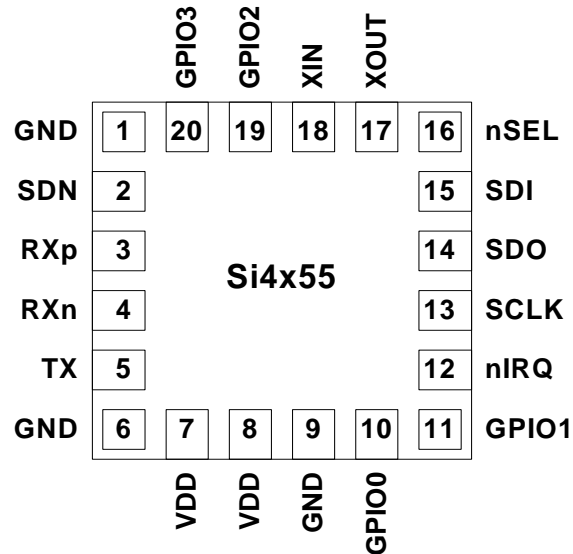 GPIO3 GPIO2 XIN XOUT
GND 1 20 19 18 17 16 nSEL
SDN 2 15 SDI
RXp 3 14 SDO
Si4x55
RXn 4 13 SCLK
TX 5 12 nIRQ
GND 6 7 8 9 10 11 GPIO1
VDD VDD GND GPIO0